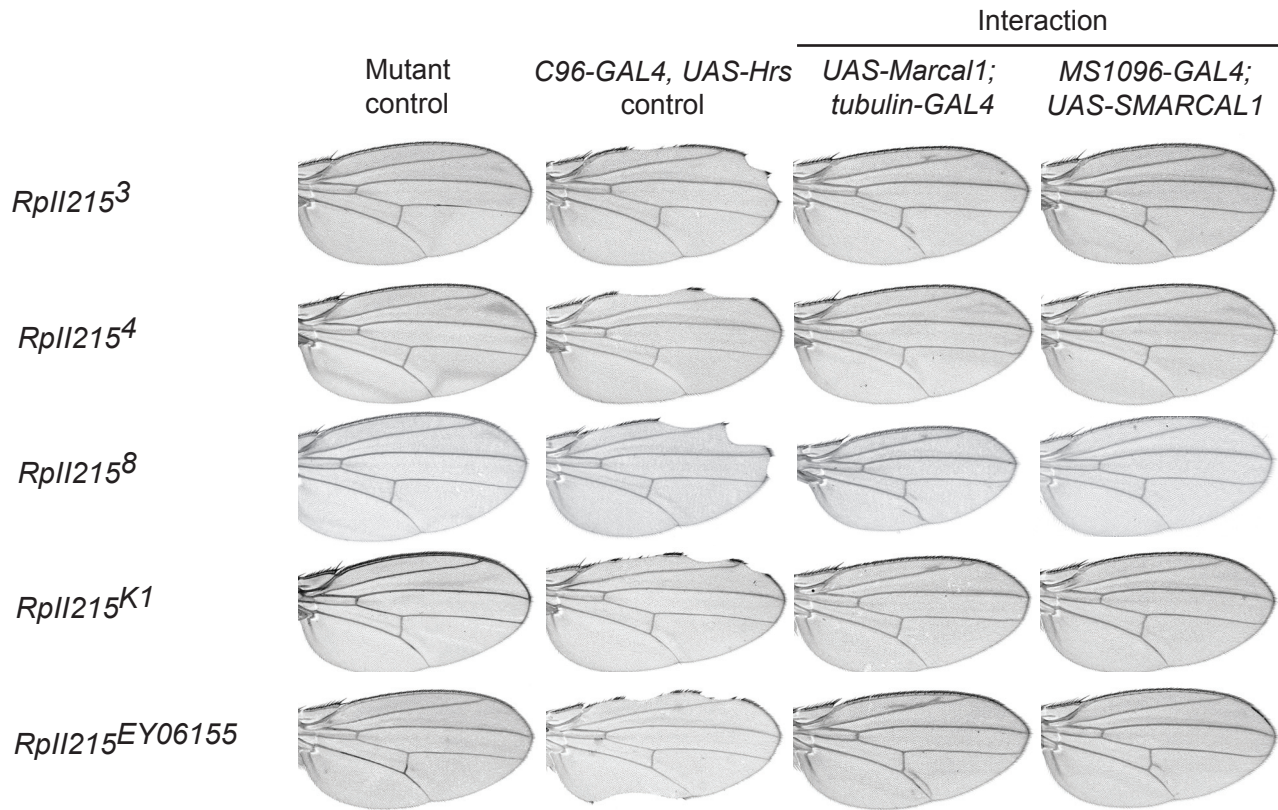 Interaction
Mutant
control
C96-GAL4, UAS-Hrs
control
UAS-Marcal1;
tubulin-GAL4
MS1096-GAL4;
UAS-SMARCAL1
RpII215³
RpII215⁴
RpII215⁸
RpII215ᴷ¹
RpII215ᴱʸ⁰⁶¹⁵⁵